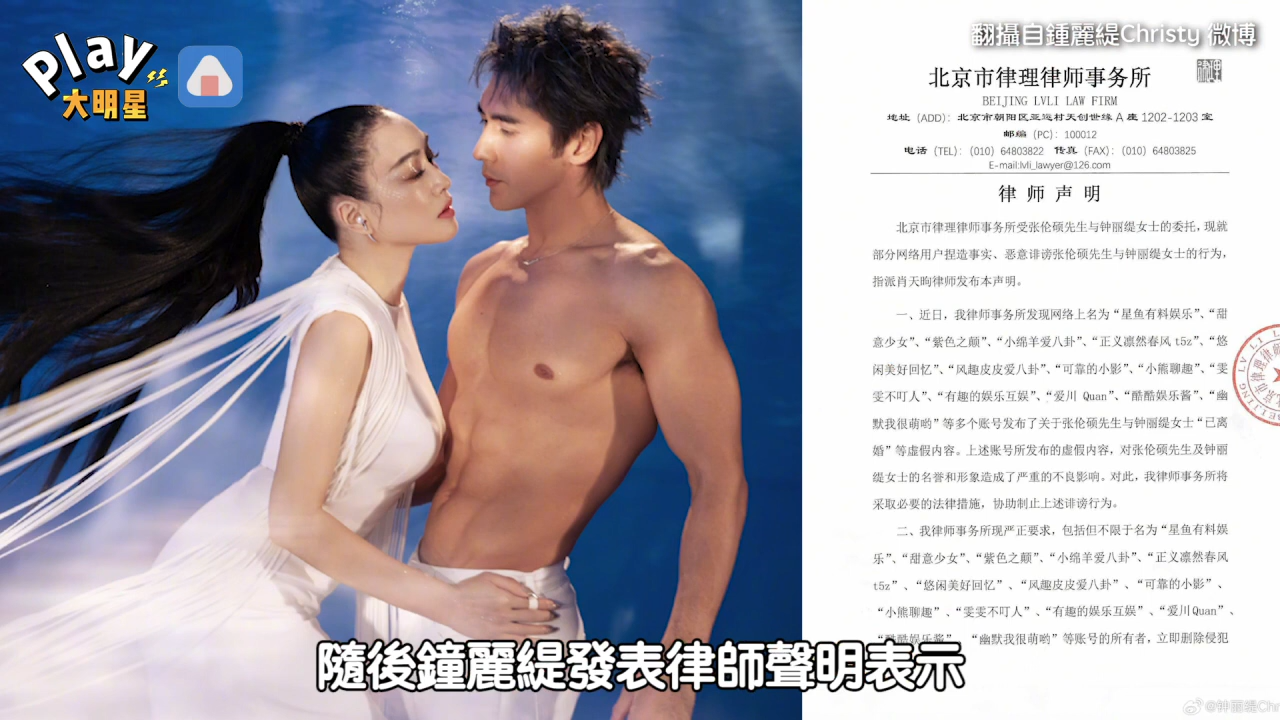 Play
大明星
翻攝自鍾麗緹Christy 微博
北京市律理律师事务所
BEIJING LVLI LAW FIRM
地址（ADD）：北京市朝阳区亚运村天创世缘 A 座 1202-1203 室
邮编（PC）：100012
电话（TEL）：（010）64803822 传真（FAX）：（010）64803825
E-mail:lvli_lawyer@126.com
律 师 声 明
北京市律理律师事务所受张伦硕先生与钟丽缇女士的委托，现就
部分网络用户捏造事实、恶意诽谤张伦硕先生与钟丽缇女士的行为，
指派肖天昫律师发布本声明。
一、近日，我律师事务所发现网络上名为“星鱼有料娱乐”、“甜
意少女”、“紫色之颠”、“小绵羊爱八卦”、“正义凛然春风 t5z”、“悠
闲美好回忆”、“风趣皮皮爱八卦”、“可靠的小影”、“小熊聊趣”、“雯
雯不叮人”、“有趣的娱乐互娱”、“爱川 Quan”、“酷酷娱乐酱”、“幽
默我很萌哟”等多个账号发布了关于张伦硕先生与钟丽缇女士“已离
婚”等虚假内容。上述账号所发布的虚假内容，对张伦硕先生及钟丽
缇女士的名誉和形象造成了严重的不良影响。对此，我律师事务所将
采取必要的法律措施，协助制止上述诽谤行为。
二、我律师事务所现严正要求，包括但不限于名为“星鱼有料娱
乐”、“甜意少女”、“紫色之颠”、“小绵羊爱八卦”、“正义凛然春风
t5z”、“悠闲美好回忆”、“风趣皮皮爱八卦”、“可靠的小影”、
“小熊聊趣”、“雯雯不叮人”、“有趣的娱乐互娱”、“爱川 Quan”、
“酷酷娱乐酱”、“幽默我很萌哟”等账号的所有者，立即删除侵犯
隨後鐘麗緹發表律師聲明表示
@钟丽缇Chr